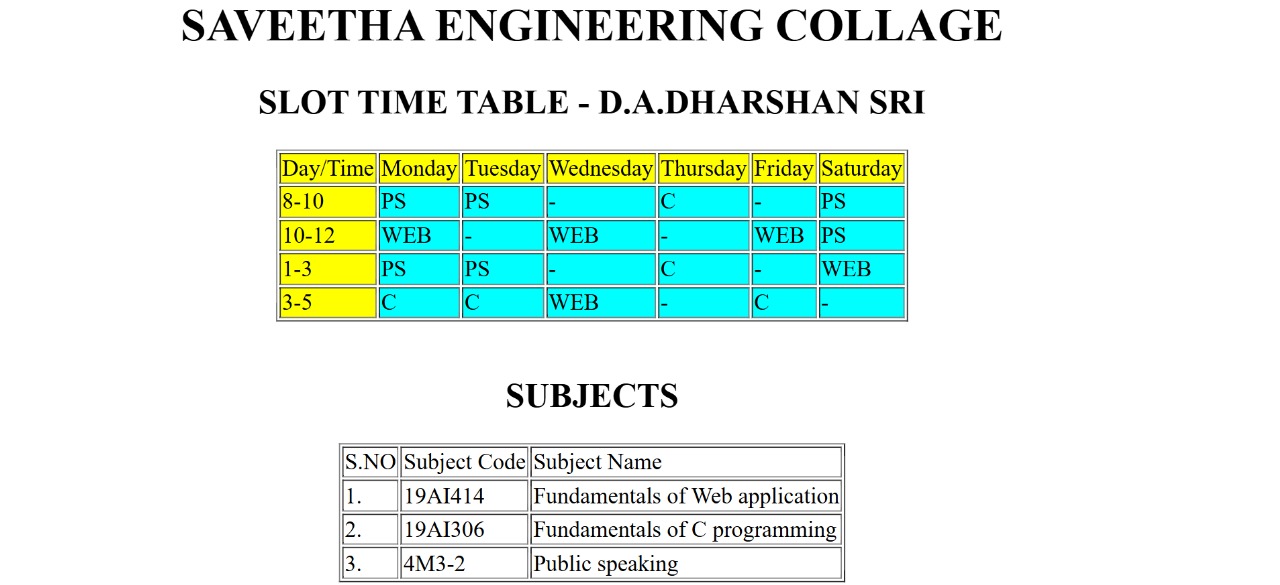 SAVEETHA ENGINEERING COLLAGE
SLOT TIME TABLE - D.A.DHARSHAN SRI
Day/Time Monday Tuesday Wednesday Thursday Friday Saturday
8-10 PS PS - C - PS
10-12 WEB - WEB - WEB PS
1-3 PS PS - C - WEB
3-5 C C WEB - C -
SUBJECTS
S.NO Subject Code Subject Name
1. 19AI414 Fundamentals of Web application
2. 19AI306 Fundamentals of C programming
3. 4M3-2 Public speaking